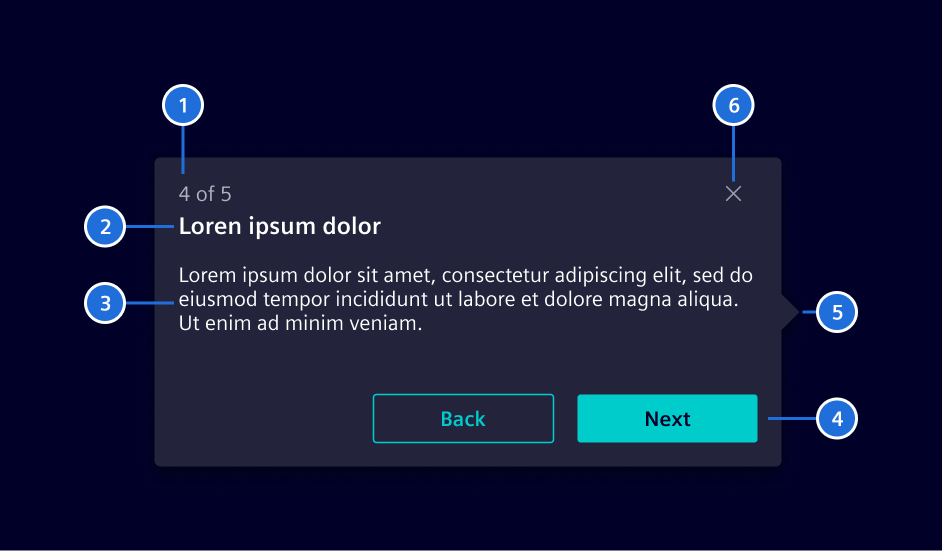 1
6
4 of 5
2
Loren ipsum dolor
Lorem ipsum dolor sit amet, consectetur adipiscing elit, sed do
3
eiusmod tempor incididunt ut labore et dolore magna aliqua.
5
Ut enim ad minim veniam.
Back
Next
4